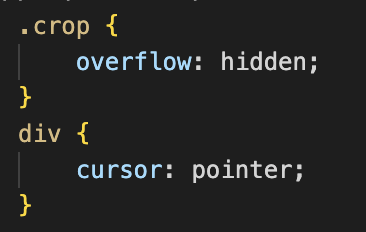 .crop {
    overflow: hidden;
}
div {
    cursor: pointer;
}